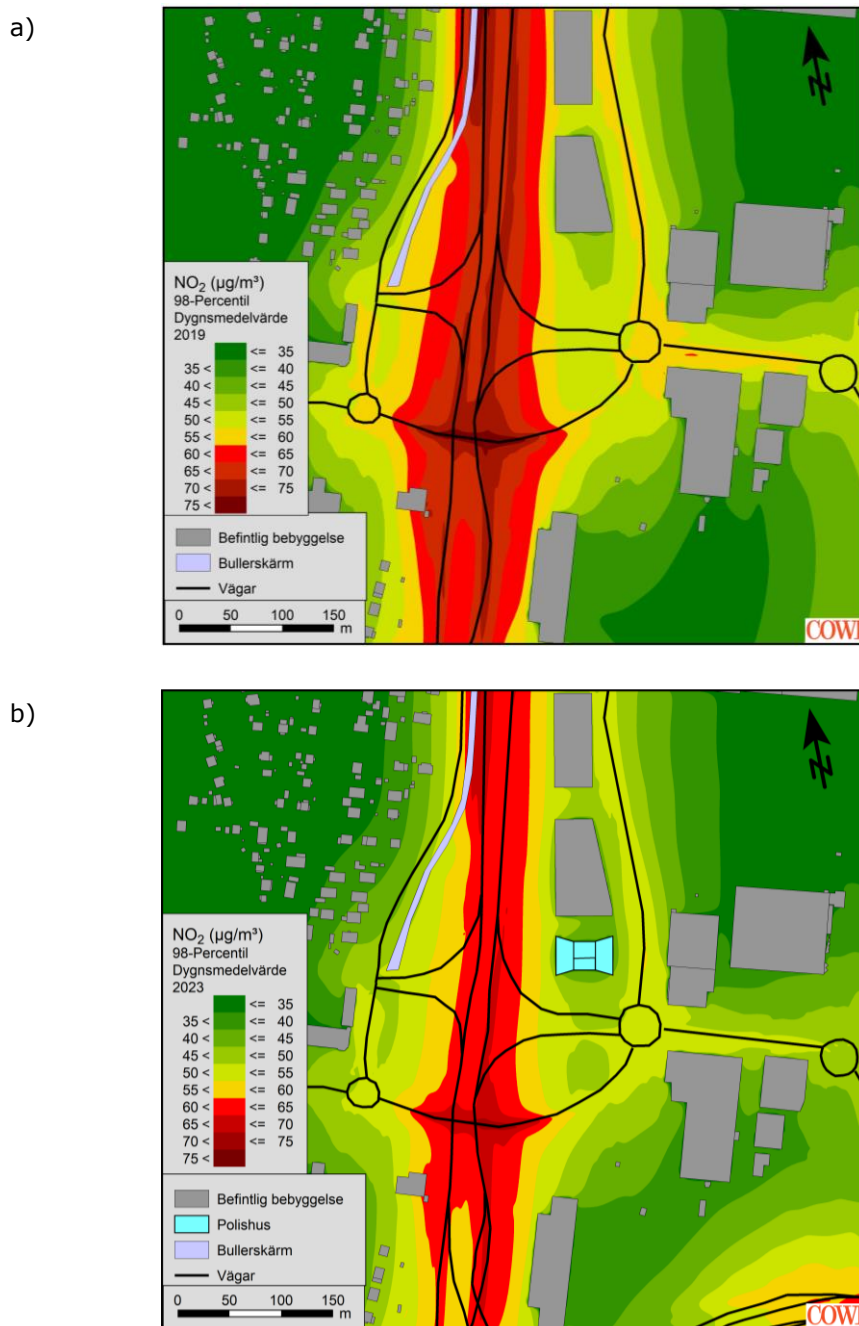 a)
NO₂ (µg/m³)
98-Percentil
Dygnsmedelvärde
2019
<= 35
35 < <= 40
40 < <= 45
45 < <= 50
50 < <= 55
55 < <= 60
60 < <= 65
65 < <= 70
70 < <= 75
75 <
Befintlig bebyggelse
Bullerskärm
Vägar
0 50 100 150
m
N
COWI
b)
NO₂ (µg/m³)
98-Percentil
Dygnsmedelvärde
2023
<= 35
35 < <= 40
40 < <= 45
45 < <= 50
50 < <= 55
55 < <= 60
60 < <= 65
65 < <= 70
70 < <= 75
75 <
Befintlig bebyggelse
Polishus
Bullerskärm
Vägar
0 50 100 150
m
N
COWI